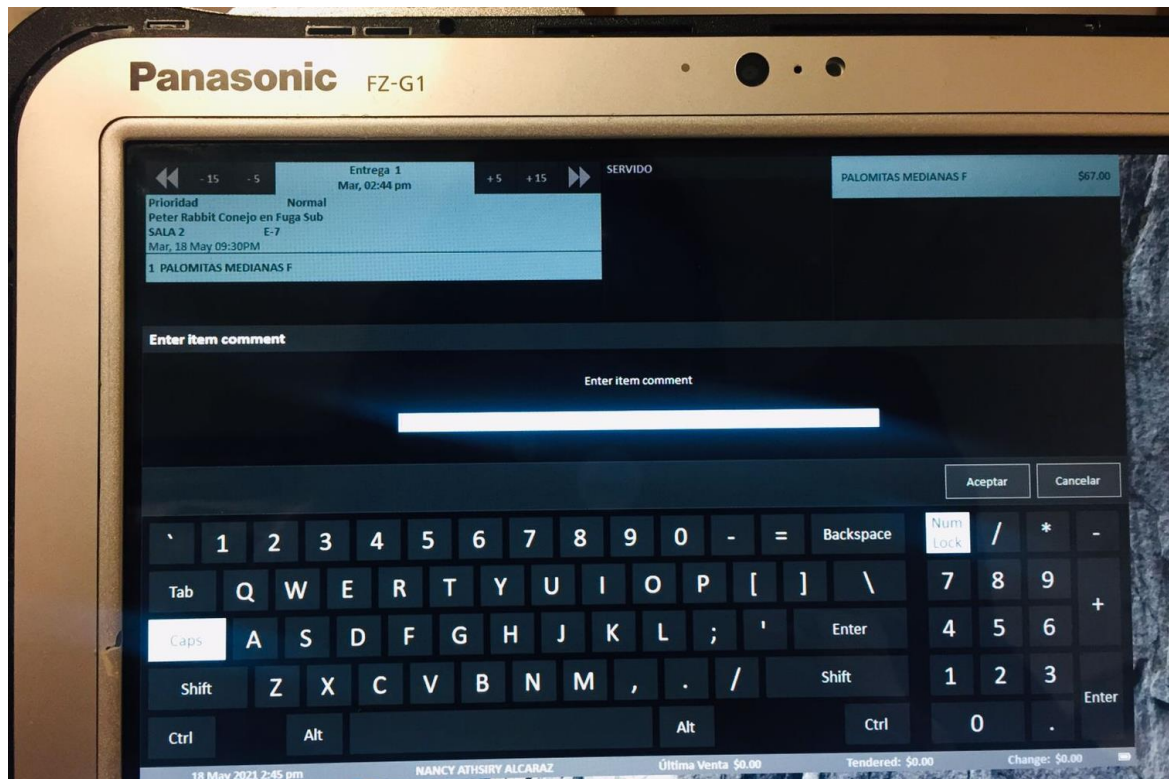 Panasonic FZ-G1
- 15 - 5 Entrega 1 + 5 + 15 SERVIDO PALOMITAS MEDIANAS F $67.00
Mar, 02:44 pm
Prioridad Normal
Peter Rabbit Conejo en Fuga Sub
SALA 2 E-7
Mar, 18 May 09:30PM
1 PALOMITAS MEDIANAS F
Enter item comment
Enter item comment
Aceptar Cancelar
` 1 2 3 4 5 6 7 8 9 0 - = Backspace Num Lock / * -
Tab Q W E R T Y U I O P [ ] \ 7 8 9 +
Caps A S D F G H J K L ; ' Enter 4 5 6
Shift Z X C V B N M , . / Shift 1 2 3 Enter
Ctrl Alt Alt Ctrl 0 .
18 May 2021 2:45 pm NANCY ATHSIRY ALCARAZ Última Venta $0.00 Tendered: $0.00 Change: $0.00